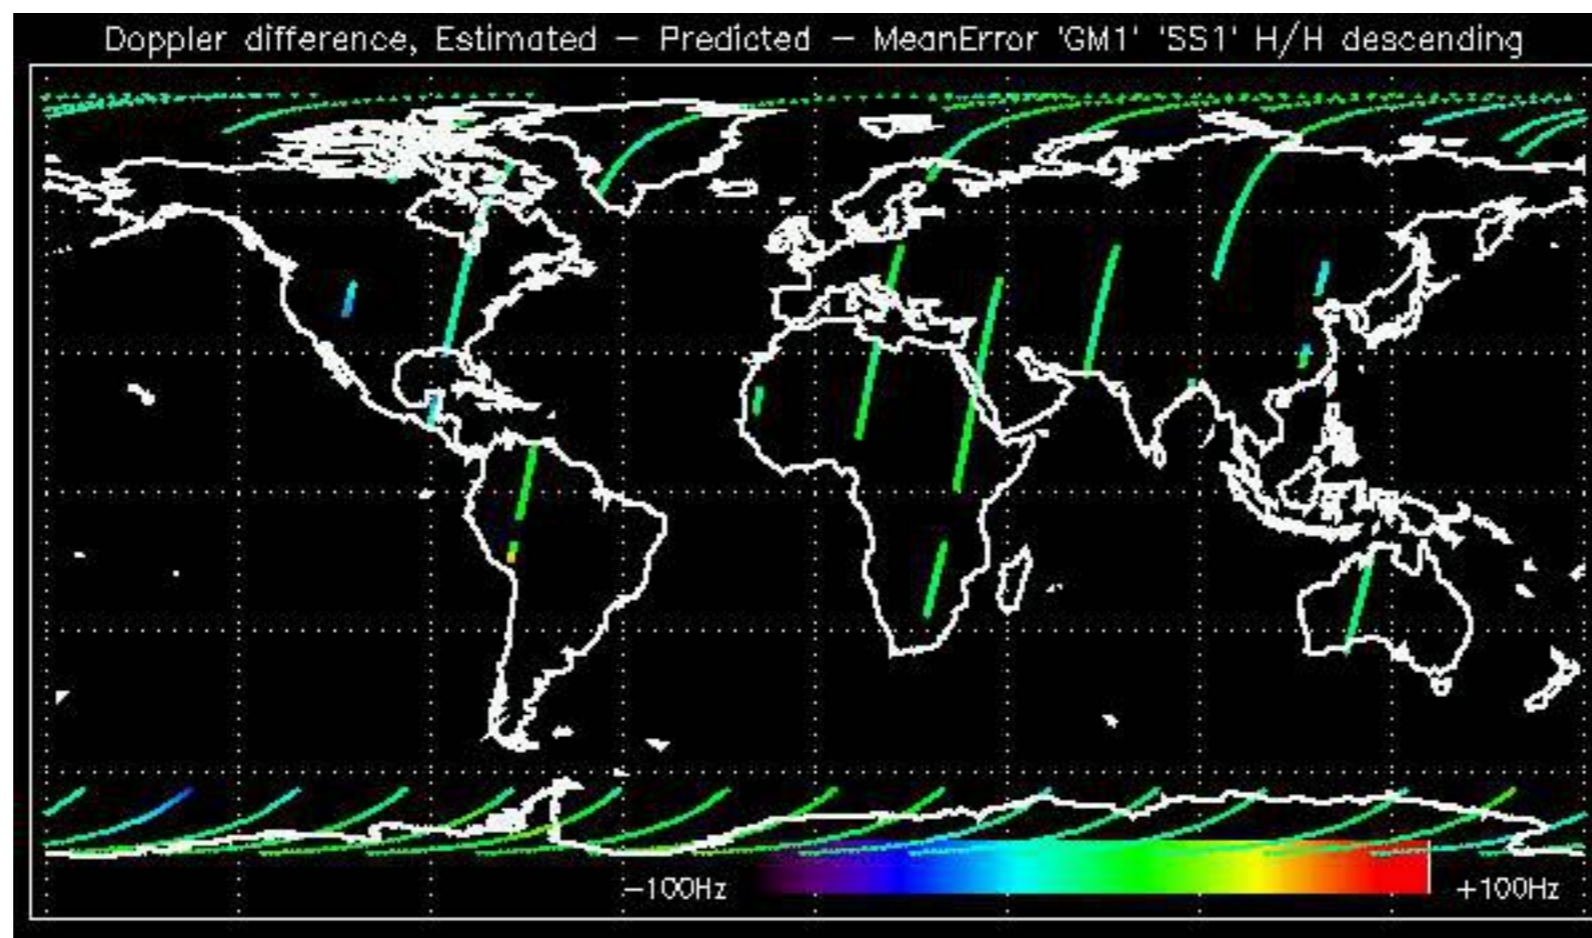 Doppler difference, Estimated – Predicted – MeanError 'GM1' 'SS1' H/H descending
–100Hz
+100Hz